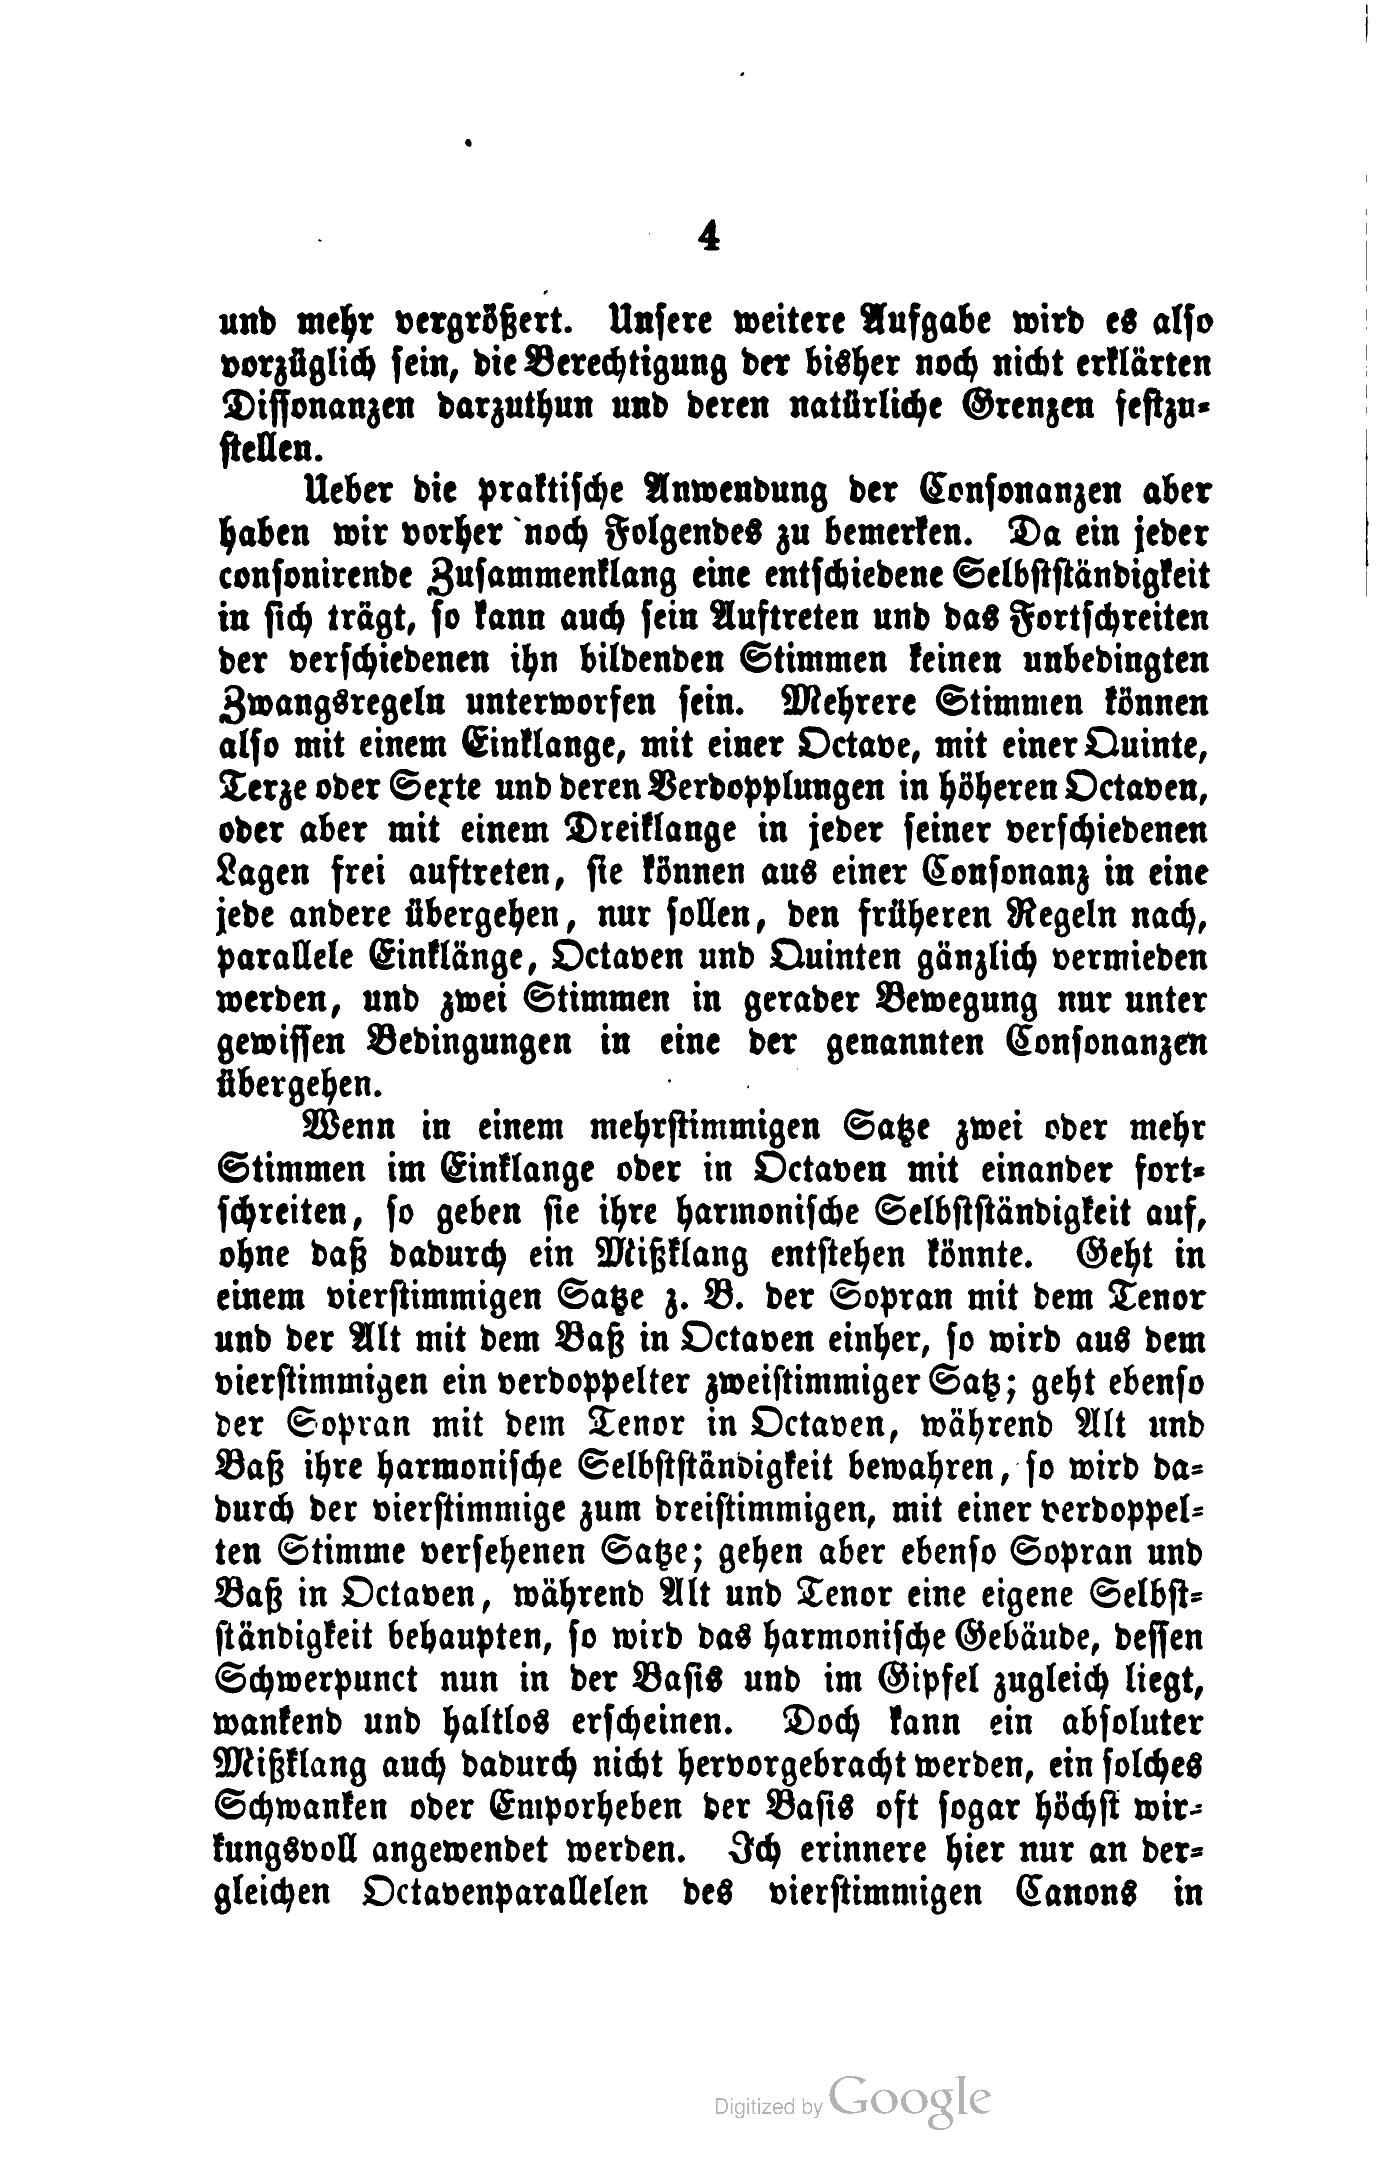 4
und mehr vergrößert. Unsere weitere Aufgabe wird es also
vorzüglich sein, die Berechtigung der bisher noch nicht erklärten
Dissonanzen darzuthun und deren natürliche Grenzen festzu-
stellen.
Ueber die praktische Anwendung der Consonanzen aber
haben wir vorher noch Folgendes zu bemerken. Da ein jeder
consonirende Zusammenklang eine entschiedene Selbstständigkeit
in sich trägt, so kann auch sein Auftreten und das Fortschreiten
der verschiedenen ihn bildenden Stimmen keinen unbedingten
Zwangsregeln unterworfen sein. Mehrere Stimmen können
also mit einem Einklange, mit einer Octave, mit einer Quinte,
Terze oder Sexte und deren Verdopplungen in höheren Octaven,
oder aber mit einem Dreiklange in jeder seiner verschiedenen
Lagen frei auftreten, sie können aus einer Consonanz in eine
jede andere übergehen, nur sollen, den früheren Regeln nach,
parallele Einklänge, Octaven und Quinten gänzlich vermieden
werden, und zwei Stimmen in gerader Bewegung nur unter
gewissen Bedingungen in eine der genannten Consonanzen
übergehen.
Wenn in einem mehrstimmigen Satze zwei oder mehr
Stimmen im Einklange oder in Octaven mit einander fort-
schreiten, so geben sie ihre harmonische Selbstständigkeit auf,
ohne daß dadurch ein Mißklang entstehen könnte. Geht in
einem vierstimmigen Satze z. B. der Sopran mit dem Tenor
und der Alt mit dem Baß in Octaven einher, so wird aus dem
vierstimmigen ein verdoppelter zweistimmiger Satz; geht ebenso
der Sopran mit dem Tenor in Octaven, während Alt und
Baß ihre harmonische Selbstständigkeit bewahren, so wird da-
durch der vierstimmige zum dreistimmigen, mit einer verdoppel-
ten Stimme versehenen Satze; gehen aber ebenso Sopran und
Baß in Octaven, während Alt und Tenor eine eigene Selbst-
ständigkeit behaupten, so wird das harmonische Gebäude, dessen
Schwerpunct nun in der Basis und im Gipfel zugleich liegt,
wankend und haltlos erscheinen. Doch kann ein absoluter
Mißklang auch dadurch nicht hervorgebracht werden, ein solches
Schwanken oder Emporheben der Basis oft sogar höchst wir-
kungsvoll angewendet werden. Ich erinnere hier nur an der-
gleichen Octavenparallelen des vierstimmigen Canons in
Digitized by Google